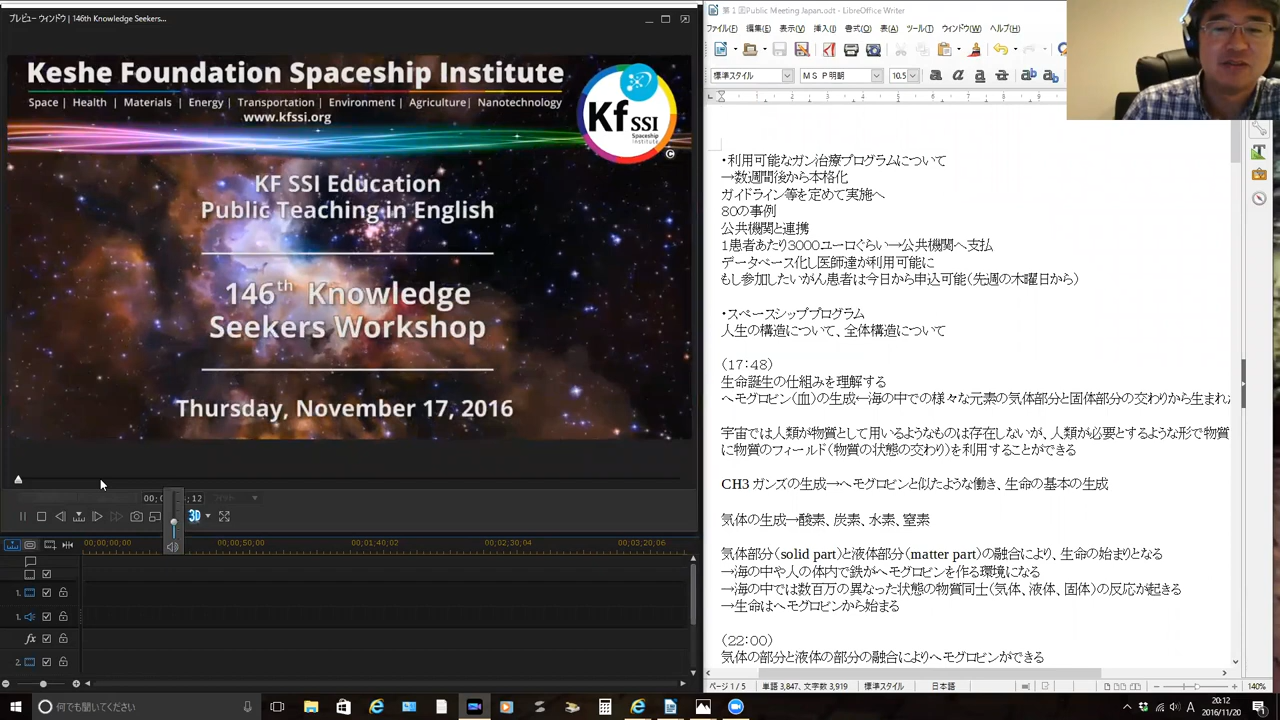 プレビュー ウィンドウ | 146th Knowledge Seekers...
Keshe Foundation Spaceship Institute
Space | Health | Materials | Energy | Transportation | Environment | Agriculture | Nanotechnology
www.kfssi.org
Kf SSI
Spaceship
Institute
KF SSI Education
Public Teaching in English
146th Knowledge
Seekers Workshop
Thursday, November 17, 2016
3D
00;00;00;00
00;00;50;00
00;01;40;02
00;02;30;04
00;03;20;06
1.
1.
fx
2.
第１回Public Meeting Japan.odt - LibreOffice Writer
ファイル(F) 編集(E) 表示(V) 挿入(I) 書式(O) 表(A) ツール(T) ウィンドウ(W) ヘルプ(H)
標準スタイル ＭＳ Ｐ明朝 10.5
・利用可能なガン治療プログラムについて
→数週間後から本格化
ガイドライン等を定めて実施へ
80の事例
公共機関と連携
1患者あたり3000ユーロぐらい→公共機関へ支払
データベース化し医師達が利用可能に
もし参加したいがん患者は今日から申込可能（先週の木曜日から）
・スペースシッププログラム
人生の構造について、全体構造について
（17：48）
生命誕生の仕組みを理解する
ヘモグロビン（血）の生成←海の中での様々な元素の気体部分と固体部分の交わりから生まれ
宇宙では人類が物質として用いるようなものは存在しないが、人類が必要とするような形で物質
に物質のフィールド（物質の状態の交わり）を利用することができる
CH3 ガンズの生成→ヘモグロビンと似たような働き、生命の基本の生成
気体の生成→酸素、炭素、水素、窒素
気体部分（solid part）と液体部分（matter part）の融合により、生命の始まりとなる
→海の中や人の体内で鉄がヘモグロビンを作る環境になる
→海の中では数百万の異なった状態の物質同士（気体、液体、固体）の反応が起きる
→生命はヘモグロビンから始まる
（22：00）
気体の部分と液体の部分の融合によりヘモグロビンができる
ページ 1 / 5 単語 3,847、文字数 3,919 標準スタイル 日本語 140%
何でも聞いてください
20:12
2016/11/20